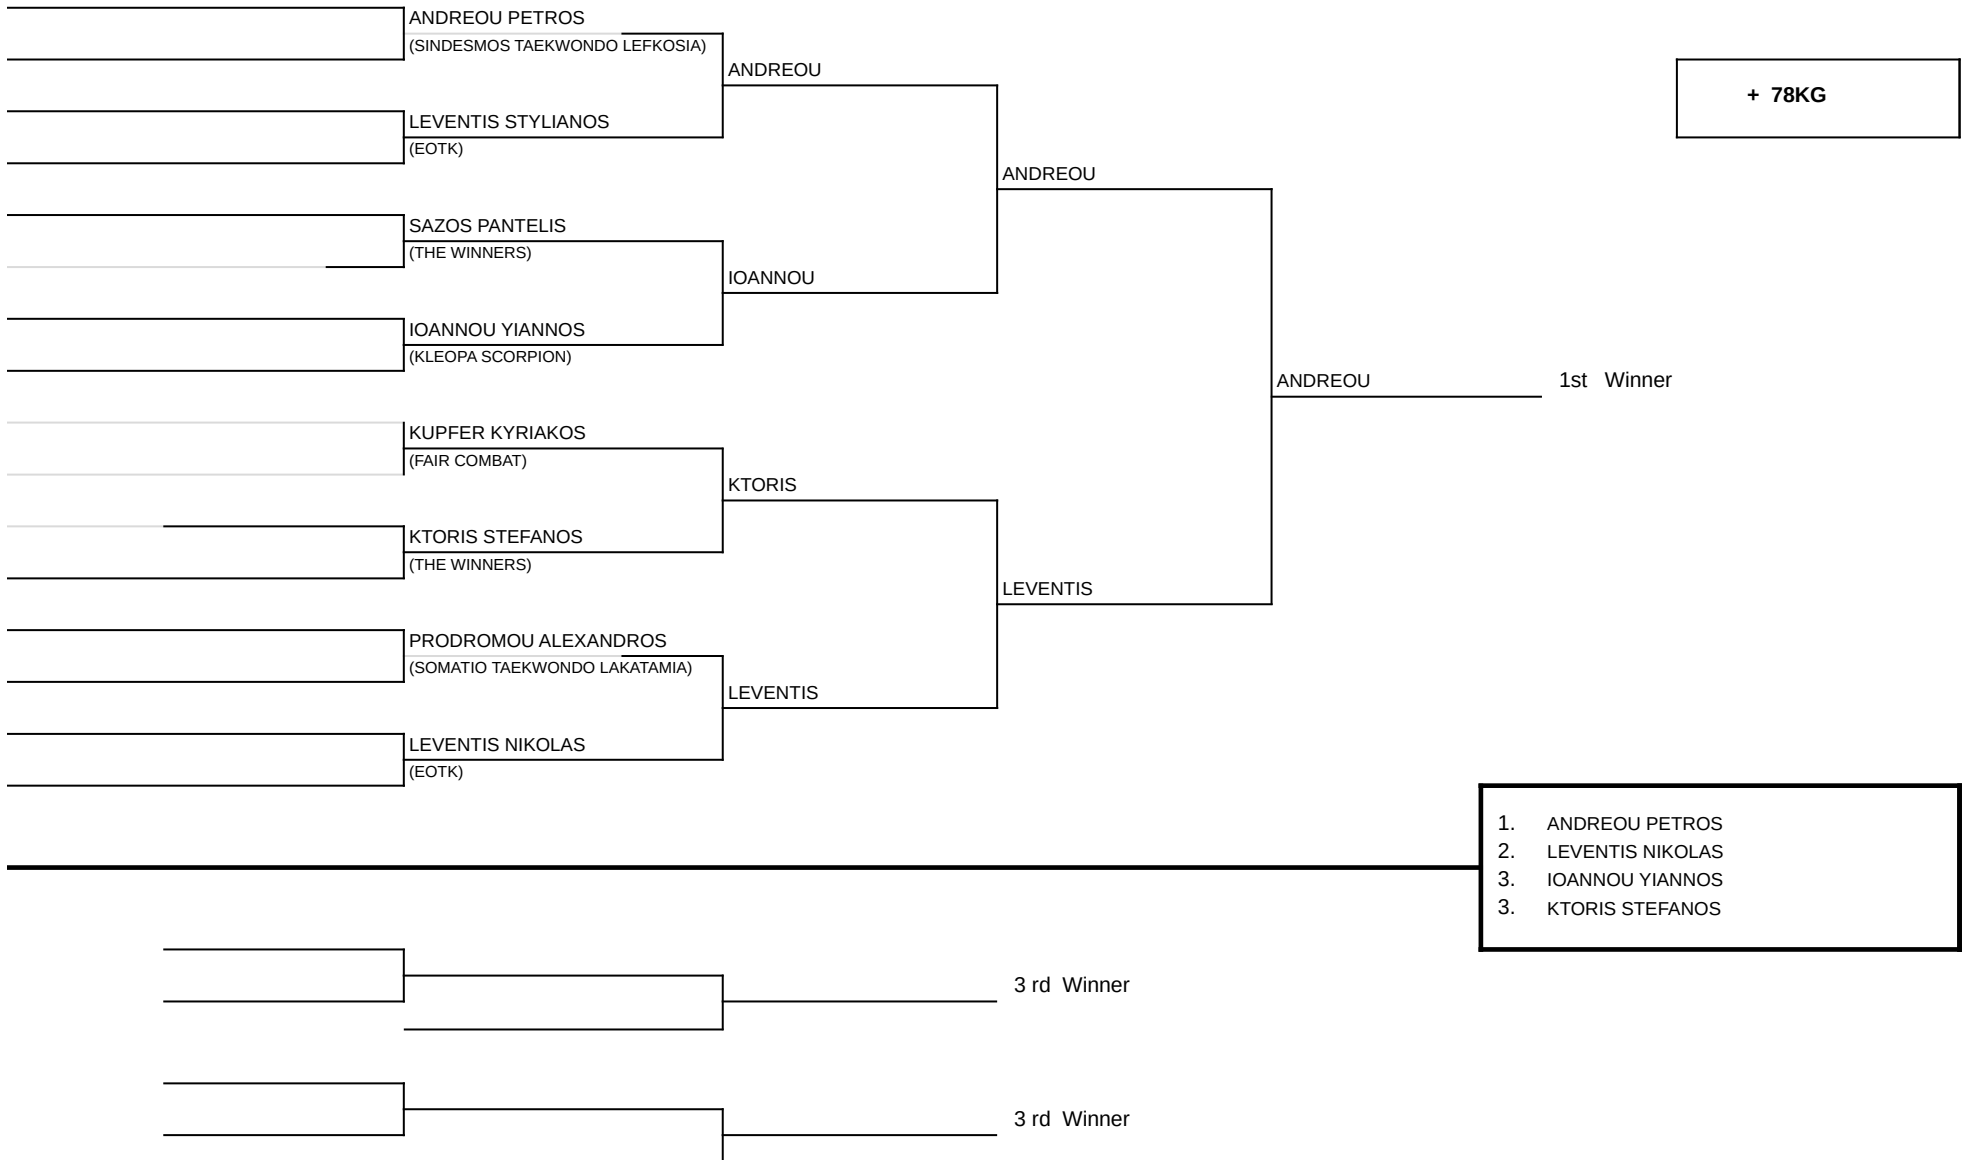 ANDREOU PETROS
(SINDESMOS TAEKWONDO LEFKOSIA)
ANDREOU
+ 78KG
LEVENTIS STYLIANOS
(EOTK)
ANDREOU
SAZOS PANTELIS
(THE WINNERS)
IOANNOU
IOANNOU YIANNOS
(KLEOPA SCORPION)
ANDREOU
1st Winner
KUPFER KYRIAKOS
(FAIR COMBAT)
KTORIS
KTORIS STEFANOS
(THE WINNERS)
LEVENTIS
PRODROMOU ALEXANDROS
(SOMATIO TAEKWONDO LAKATAMIA)
LEVENTIS
LEVENTIS NIKOLAS
(EOTK)
1. ANDREOU PETROS
2. LEVENTIS NIKOLAS
3. IOANNOU YIANNOS
3. KTORIS STEFANOS
3 rd Winner
3 rd Winner